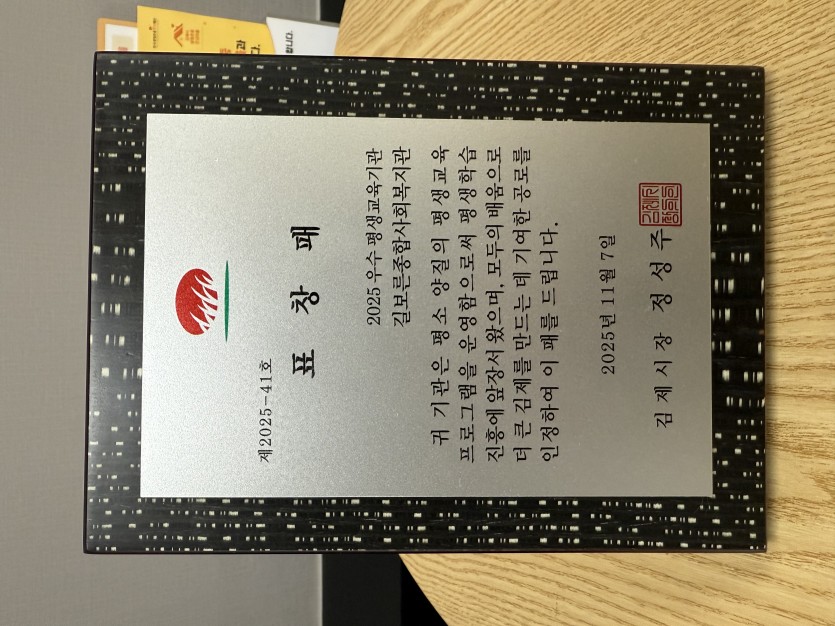 제2025-41호
표 창 패
2025 우수 평생교육기관
길보른종합사회복지관
귀 기관은 평소 양질의 평생교육
프로그램을 운영함으로써 평생학습
진흥에 앞장서 왔으며, 모두의 배움으로
더 큰 김제를 만드는 데 기여한 공로를
인정하여 이 패를 드립니다.
2025년 11월 7일
김 제 시 장 정 성 주